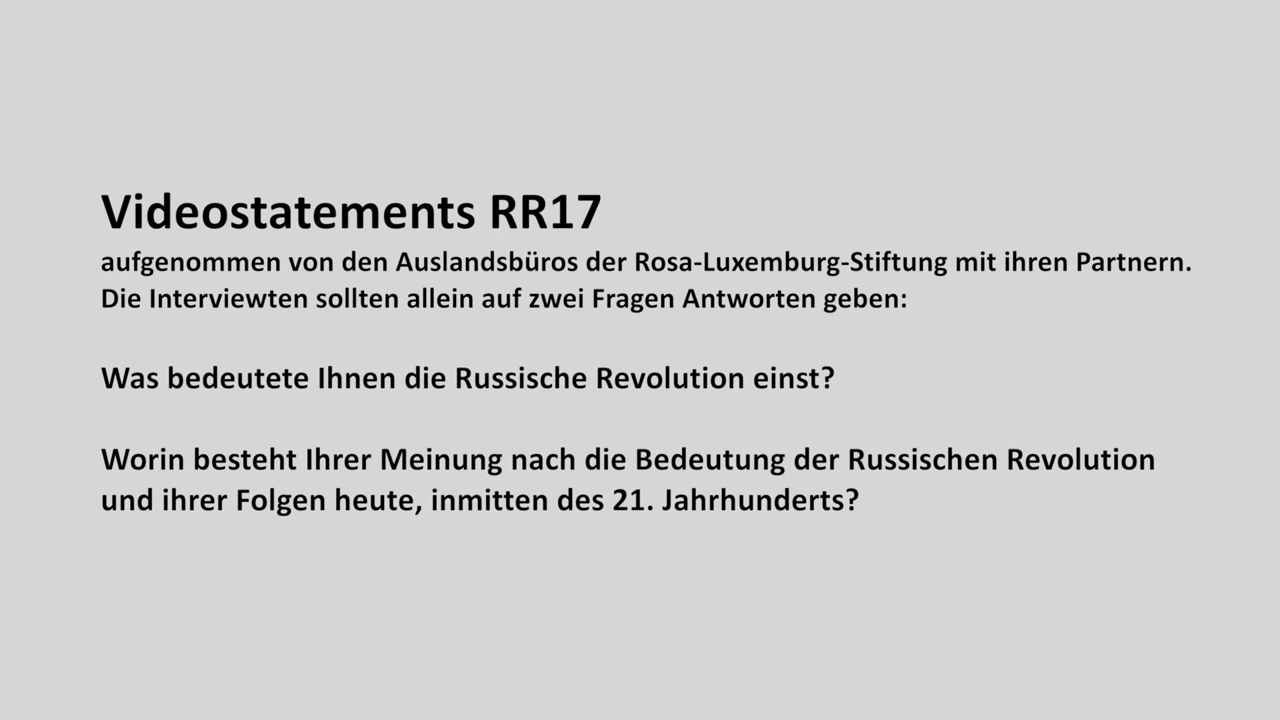 Videostatements RR17
aufgenommen von den Auslandsbüros der Rosa-Luxemburg-Stiftung mit ihren Partnern.
Die Interviewten sollten allein auf zwei Fragen Antworten geben:
Was bedeutete Ihnen die Russische Revolution einst?
Worin besteht Ihrer Meinung nach die Bedeutung der Russischen Revolution
und ihrer Folgen heute, inmitten des 21. Jahrhunderts?